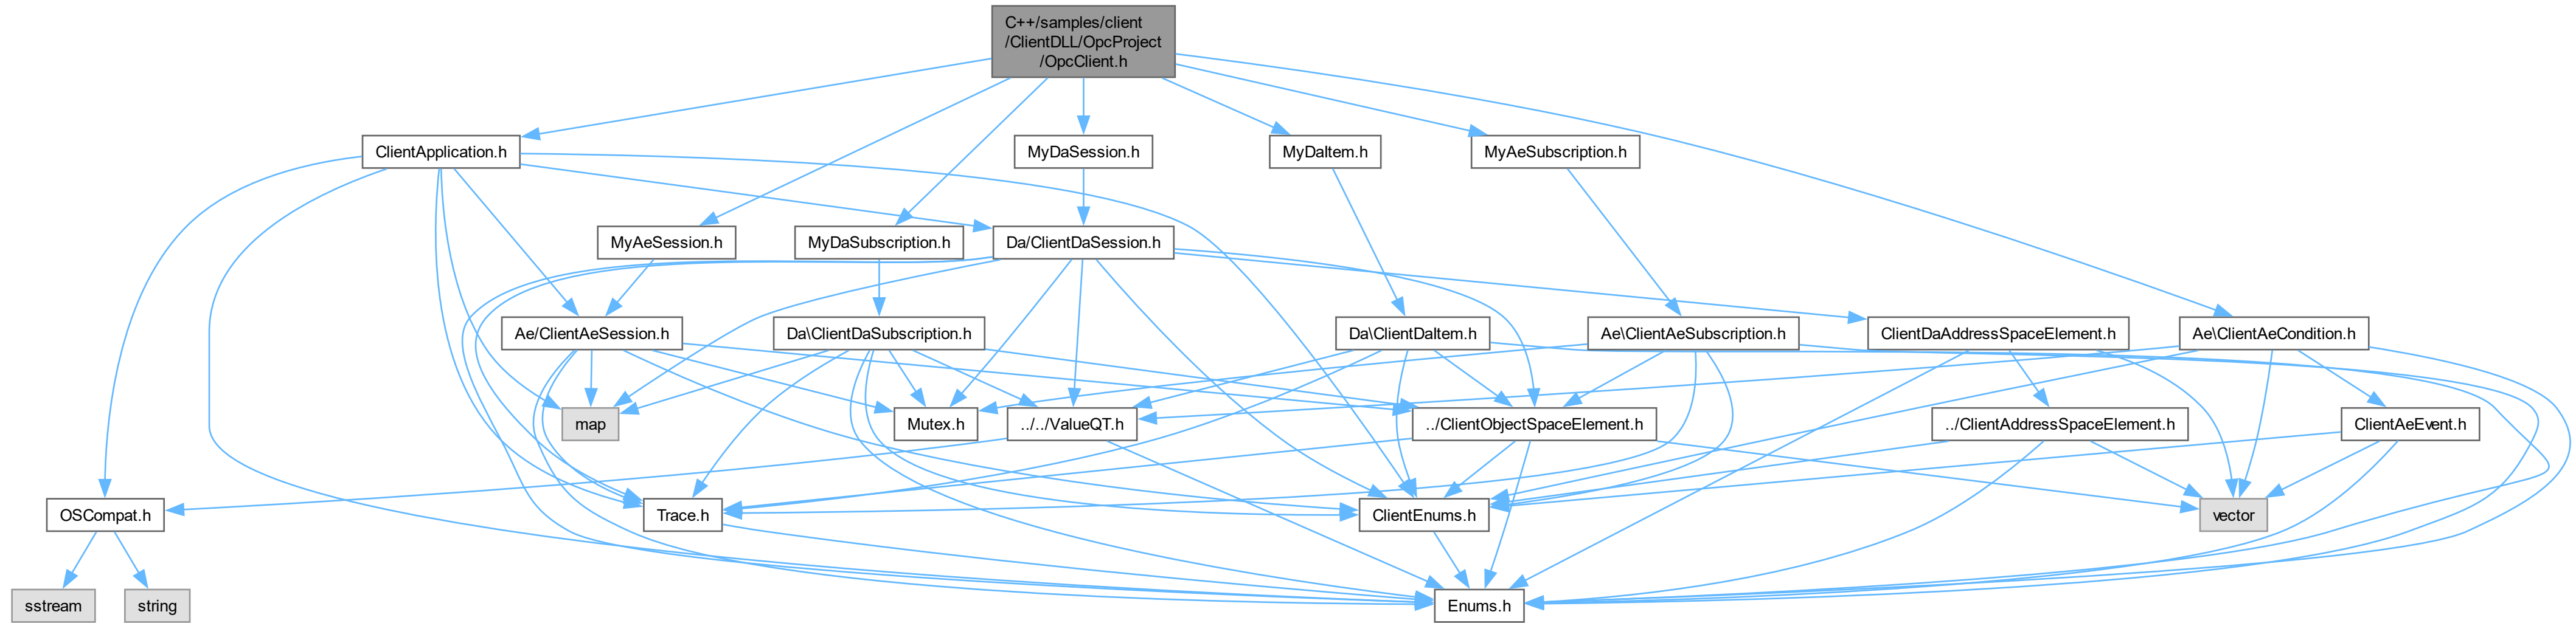 C++/samples/client
/ClientDLL/OpcProject
/OpcClient.h
ClientApplication.h
MyDaSession.h
MyDaItem.h
MyAeSubscription.h
MyAeSession.h
MyDaSubscription.h
Da/ClientDaSession.h
Ae/ClientAeSession.h
Da\ClientDaSubscription.h
Da\ClientDaItem.h
Ae\ClientAeSubscription.h
ClientDaAddressSpaceElement.h
Ae\ClientAeCondition.h
map
Mutex.h
../../ValueQT.h
../ClientObjectSpaceElement.h
../ClientAddressSpaceElement.h
ClientAeEvent.h
OSCompat.h
Trace.h
ClientEnums.h
vector
sstream
string
Enums.h